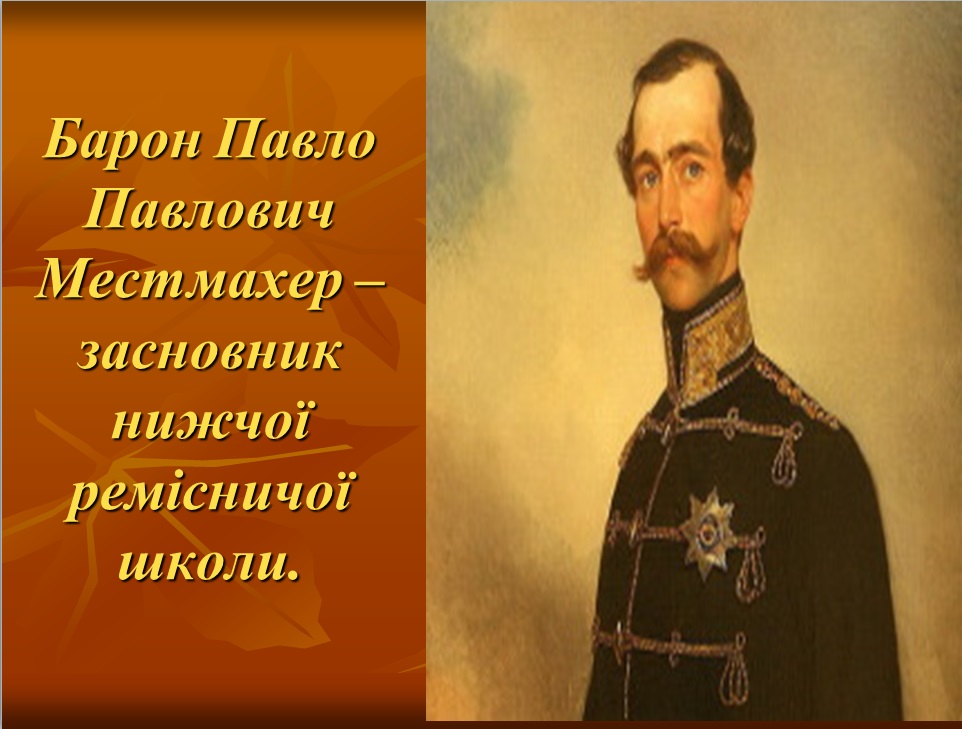 Барон Павло
Павлович
Местмахер –
засновник
нижчої
ремісничої
школи.